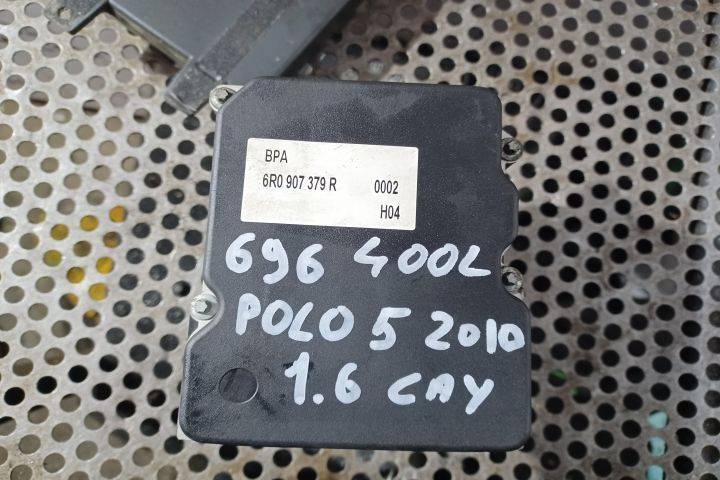 BPA
6R0 907 379 R 0002
H04
696 400L
POLO 5 2010
1.6 CAY